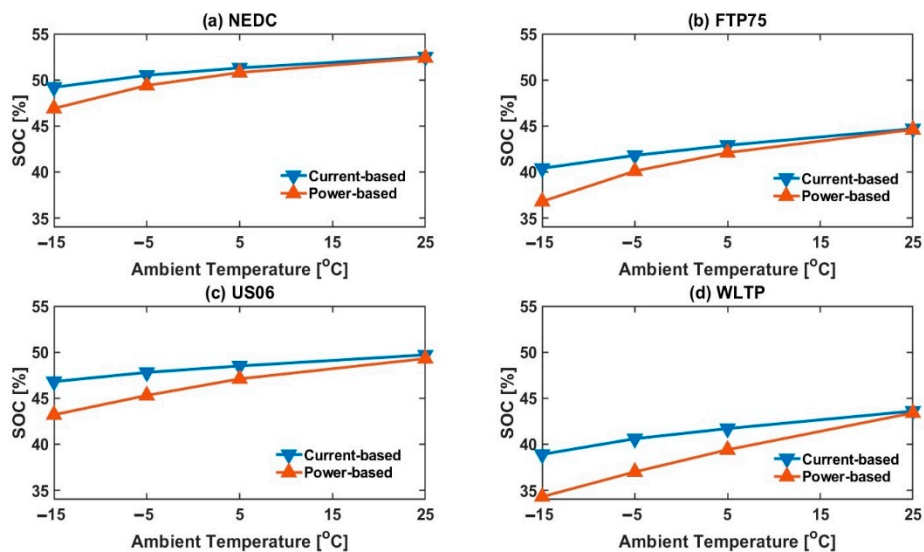 (a) NEDC
55
50
45
40
35
SOC [%]
Current-based
Power-based
−15 −5 5 15 25
Ambient Temperature [°C]
(b) FTP75
55
50
45
40
35
SOC [%]
Current-based
Power-based
−15 −5 5 15 25
Ambient Temperature [°C]
(c) US06
55
50
45
40
35
SOC [%]
Current-based
Power-based
−15 −5 5 15 25
Ambient Temperature [°C]
(d) WLTP
55
50
45
40
35
SOC [%]
Current-based
Power-based
−15 −5 5 15 25
Ambient Temperature [°C]